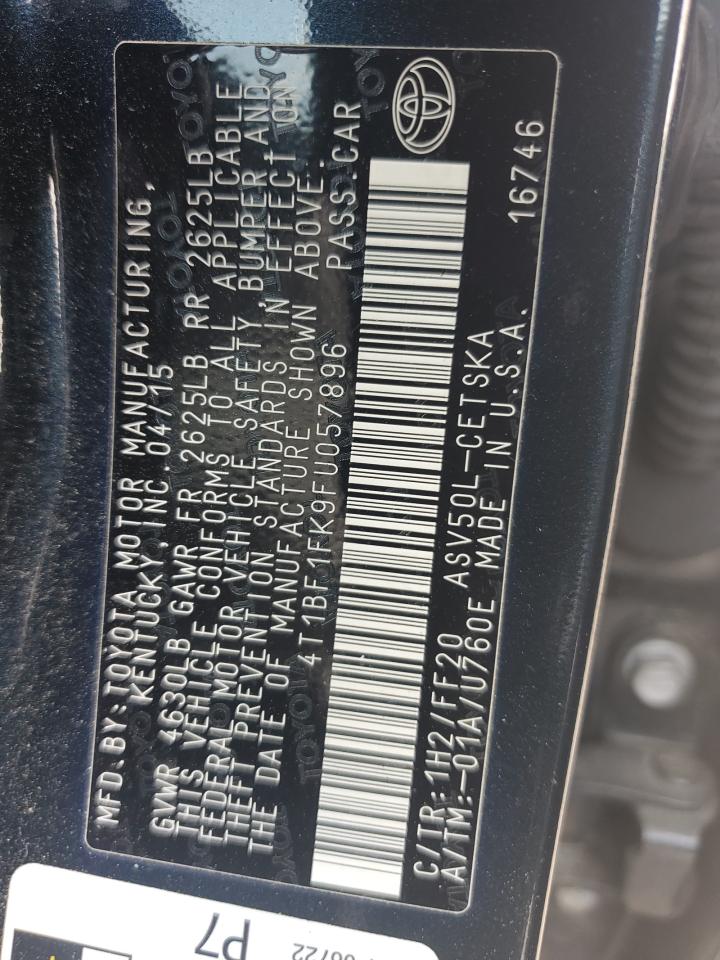 MFD.BY:TOYOTA MOTOR MANUFACTURING,
KENTUCKY,INC.04/15
GVWR 4630LB GAWR FR 2625LB RR 2625LB
THIS VEHICLE CONFORMS TO ALL APPLICABLE
FEDERAL MOTOR VEHICLE SAFETY,BUMPER AND
THEFT PREVENTION STANDARDS IN EFFECT ON
THE DATE OF MANUFACTURE SHOWN ABOVE.
4T1BF1FK9FU057896 PASS.CAR
C/TR:1H2/FF20 ASV50L-CETSKA 16746
A/TM:-01A/U760E MADE IN U.S.A.
P7